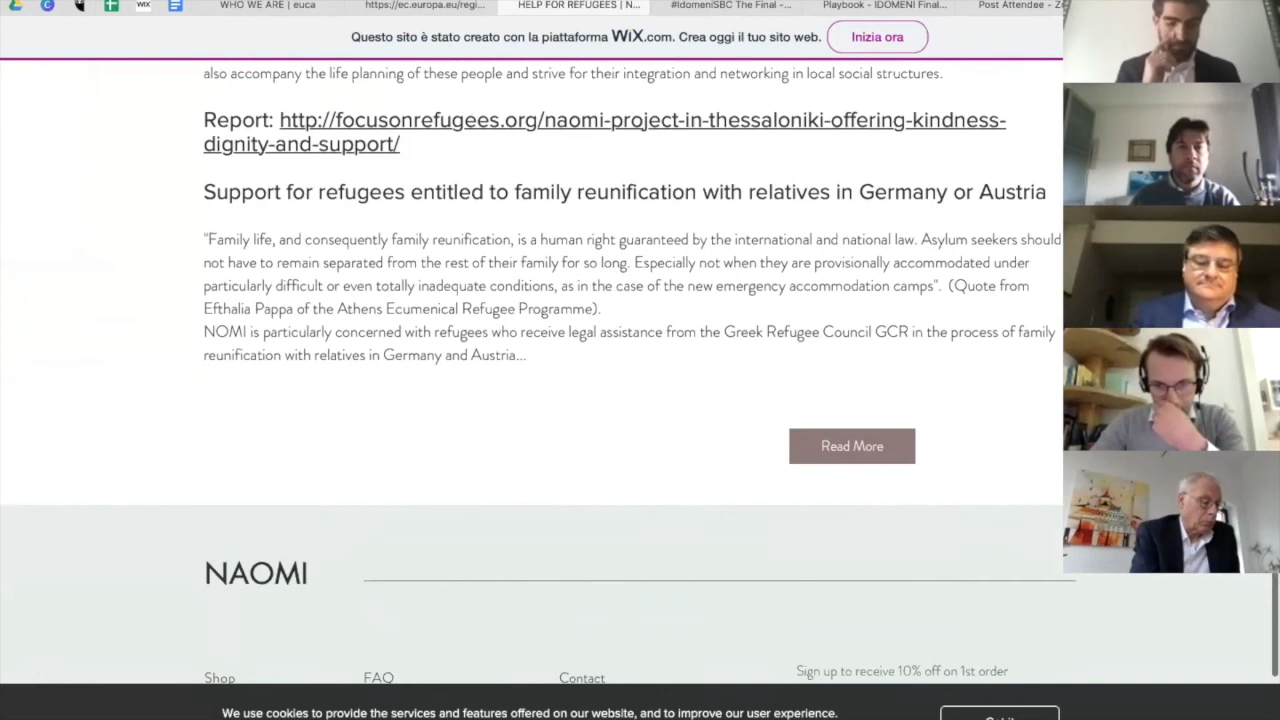 WHO WE ARE | euca
https://ec.europa.eu/regi...
HELP FOR REFUGEES | N...
#IdomeniSBC The Final -...
Playbook - IDOMENI Final...
Post Attendee - Z
Questo sito è stato creato con la piattaforma WiX.com. Crea oggi il tuo sito web.
Inizia ora
also accompany the life planning of these people and strive for their integration and networking in local social structures.
Report: http://focusonrefugees.org/naomi-project-in-thessaloniki-offering-kindness-
dignity-and-support/
Support for refugees entitled to family reunification with relatives in Germany or Austria
"Family life, and consequently family reunification, is a human right guaranteed by the international and national law. Asylum seekers should
not have to remain separated from the rest of their family for so long. Especially not when they are provisionally accommodated under
particularly difficult or even totally inadequate conditions, as in the case of the new emergency accommodation camps". (Quote from
Efthalia Pappa of the Athens Ecumenical Refugee Programme).
NOMI is particularly concerned with refugees who receive legal assistance from the Greek Refugee Council GCR in the process of family
reunification with relatives in Germany and Austria...
Read More
NAOMI
Shop
FAQ
Contact
Sign up to receive 10% off on 1st order
We use cookies to provide the services and features offered on our website, and to improve our user experience.